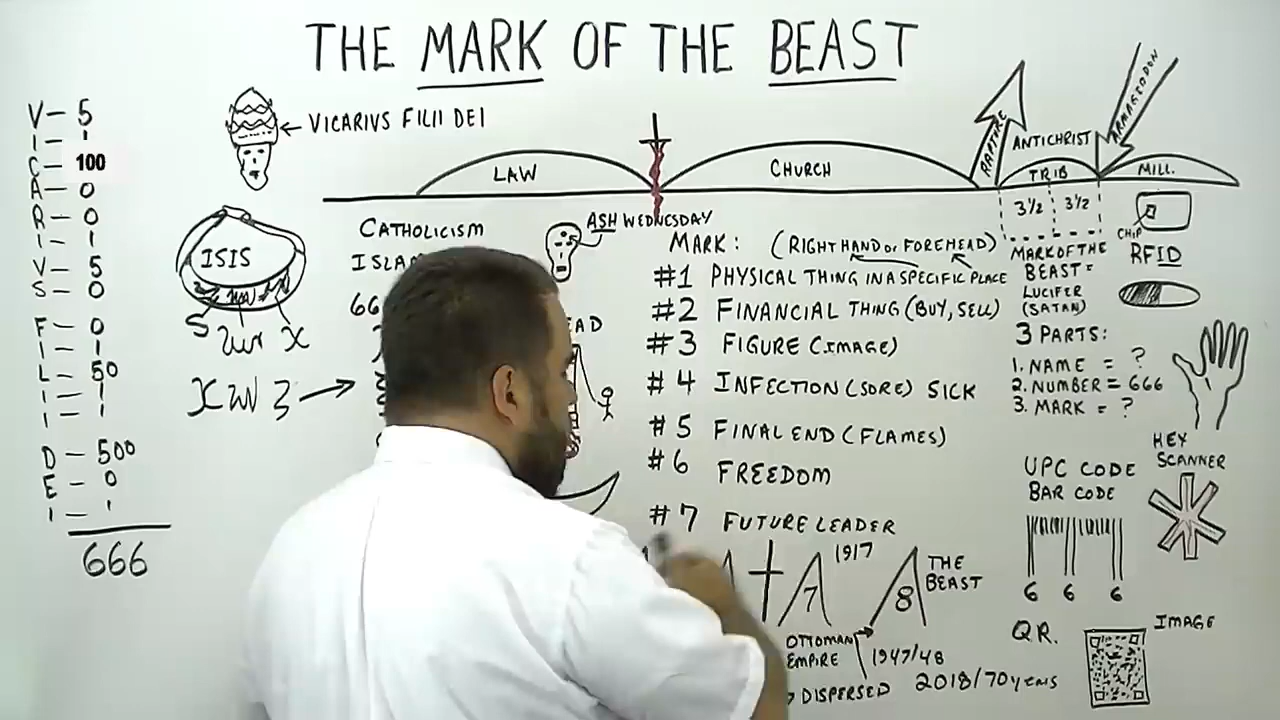 THE MARK OF THE BEAST
V - 5
I - 1
C - 100
A - 0
R - 0
I - 1
V - 5
S - 0
F - 0
I - 1
L - 50
I - 1
I - 1
D - 500
E - 0
I - 1
666
VICARIUS FILII DEI
ISIS
S
X
LAW
CHURCH
RAPTURE
ANTICHRIST
TRIB
ARMAGEDDON
MILL.
3½ 3½
CATHOLICISM
ASH WEDNESDAY
MARK: (RIGHT HAND or FOREHEAD)
#1 PHYSICAL THING IN A SPECIFIC PLACE
#2 FINANCIAL THING (BUY, SELL)
#3 FIGURE (IMAGE)
#4 INFECTION (SORE) SICK
#5 FINAL END (FLAMES)
#6 FREEDOM
#7 FUTURE LEADER
7
1917
8
THE BEAST
OTTOMAN EMPIRE
1947/48
DISPERSED 2018/70 years
MARK OF THE
BEAST =
LUCIFER
(SATAN)
3 PARTS:
1. NAME = ?
2. NUMBER = 666
3. MARK = ?
CHIP
RFID
HEX
SCANNER
UPC CODE
BAR CODE
6 6 6
QR.
IMAGE